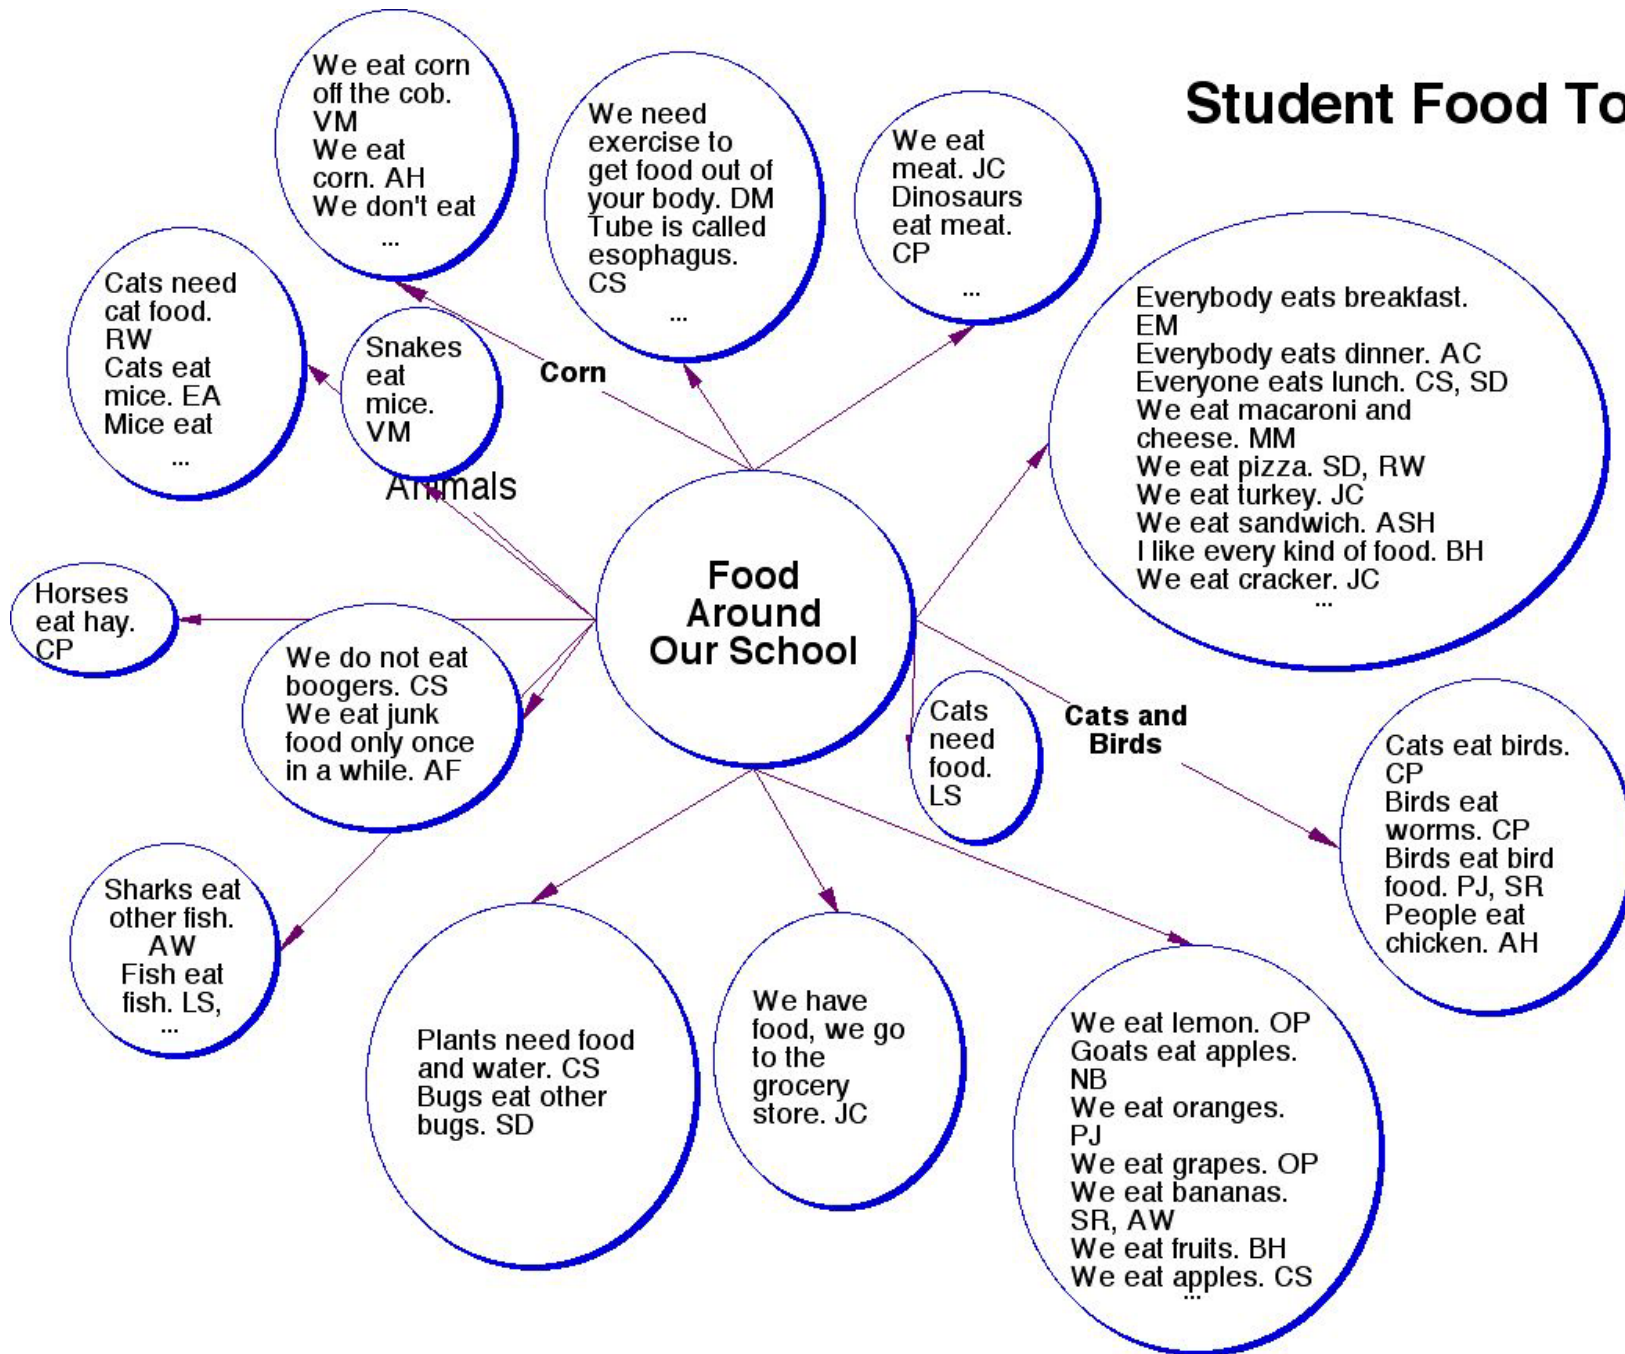 Student Food To
We eat corn
off the cob.
VM
We eat
corn. AH
We don't eat
...
We need
exercise to
get food out of
your body. DM
Tube is called
esophagus.
CS
...
We eat
meat. JC
Dinosaurs
eat meat.
CP
...
Everybody eats breakfast.
EM
Everybody eats dinner. AC
Everyone eats lunch. CS, SD
We eat macaroni and
cheese. MM
We eat pizza. SD, RW
We eat turkey. JC
We eat sandwich. ASH
I like every kind of food. BH
We eat cracker. JC
...
Cats need
cat food.
RW
Cats eat
mice. EA
Mice eat
...
Snakes
eat
mice.
VM
Corn
Animals
Food
Around
Our School
Horses
eat hay.
CP
We do not eat
boogers. CS
We eat junk
food only once
in a while. AF
Cats
need
food.
LS
Cats and
Birds
Cats eat birds.
CP
Birds eat
worms. CP
Birds eat bird
food. PJ, SR
People eat
chicken. AH
Sharks eat
other fish.
AW
Fish eat
fish. LS,
...
Plants need food
and water. CS
Bugs eat other
bugs. SD
We have
food, we go
to the
grocery
store. JC
We eat lemon. OP
Goats eat apples.
NB
We eat oranges.
PJ
We eat grapes. OP
We eat bananas.
SR, AW
We eat fruits. BH
We eat apples. CS
...